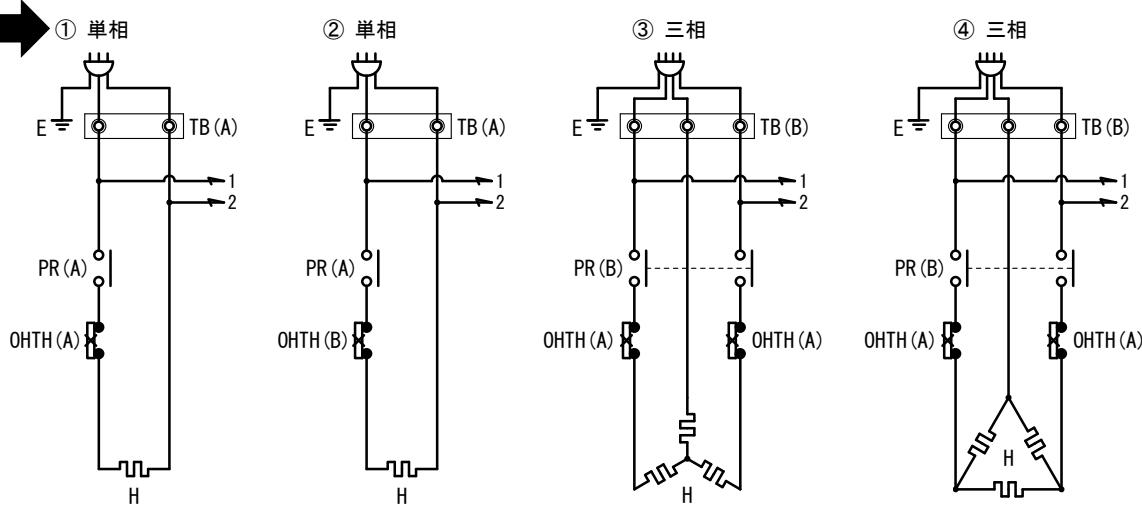 ① 単相
E
TB(A)
1
2
PR(A)
OHTH(A)
H
② 単相
E
TB(A)
1
2
PR(A)
OHTH(B)
H
③ 三相
E
TB(B)
1
2
PR(B)
OHTH(A)
OHTH(A)
H
④ 三相
E
TB(B)
1
2
PR(B)
OHTH(A)
OHTH(A)
H